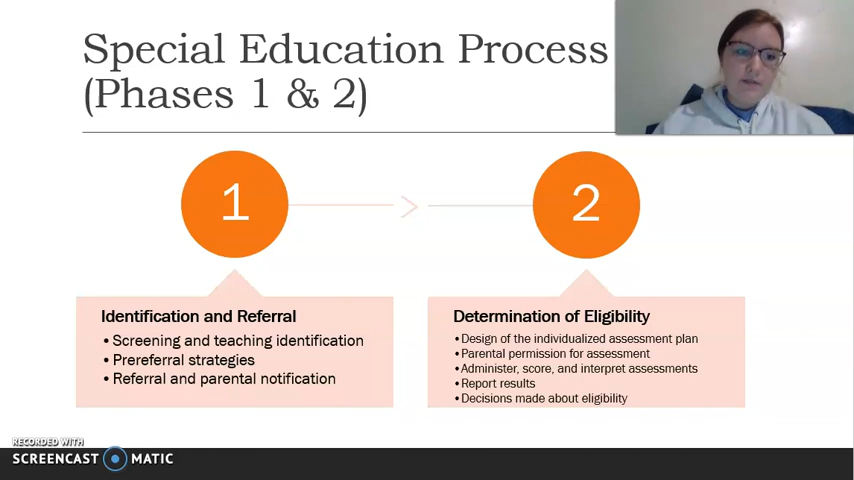 Special Education Process
(Phases 1 & 2)
1
>
2
Identification and Referral
• Screening and teaching identification
• Prereferral strategies
• Referral and parental notification
Determination of Eligibility
• Design of the individualized assessment plan
• Parental permission for assessment
• Administer, score, and interpret assessments
• Report results
• Decisions made about eligibility
RECORDED WITH
SCREENCAST MATIC